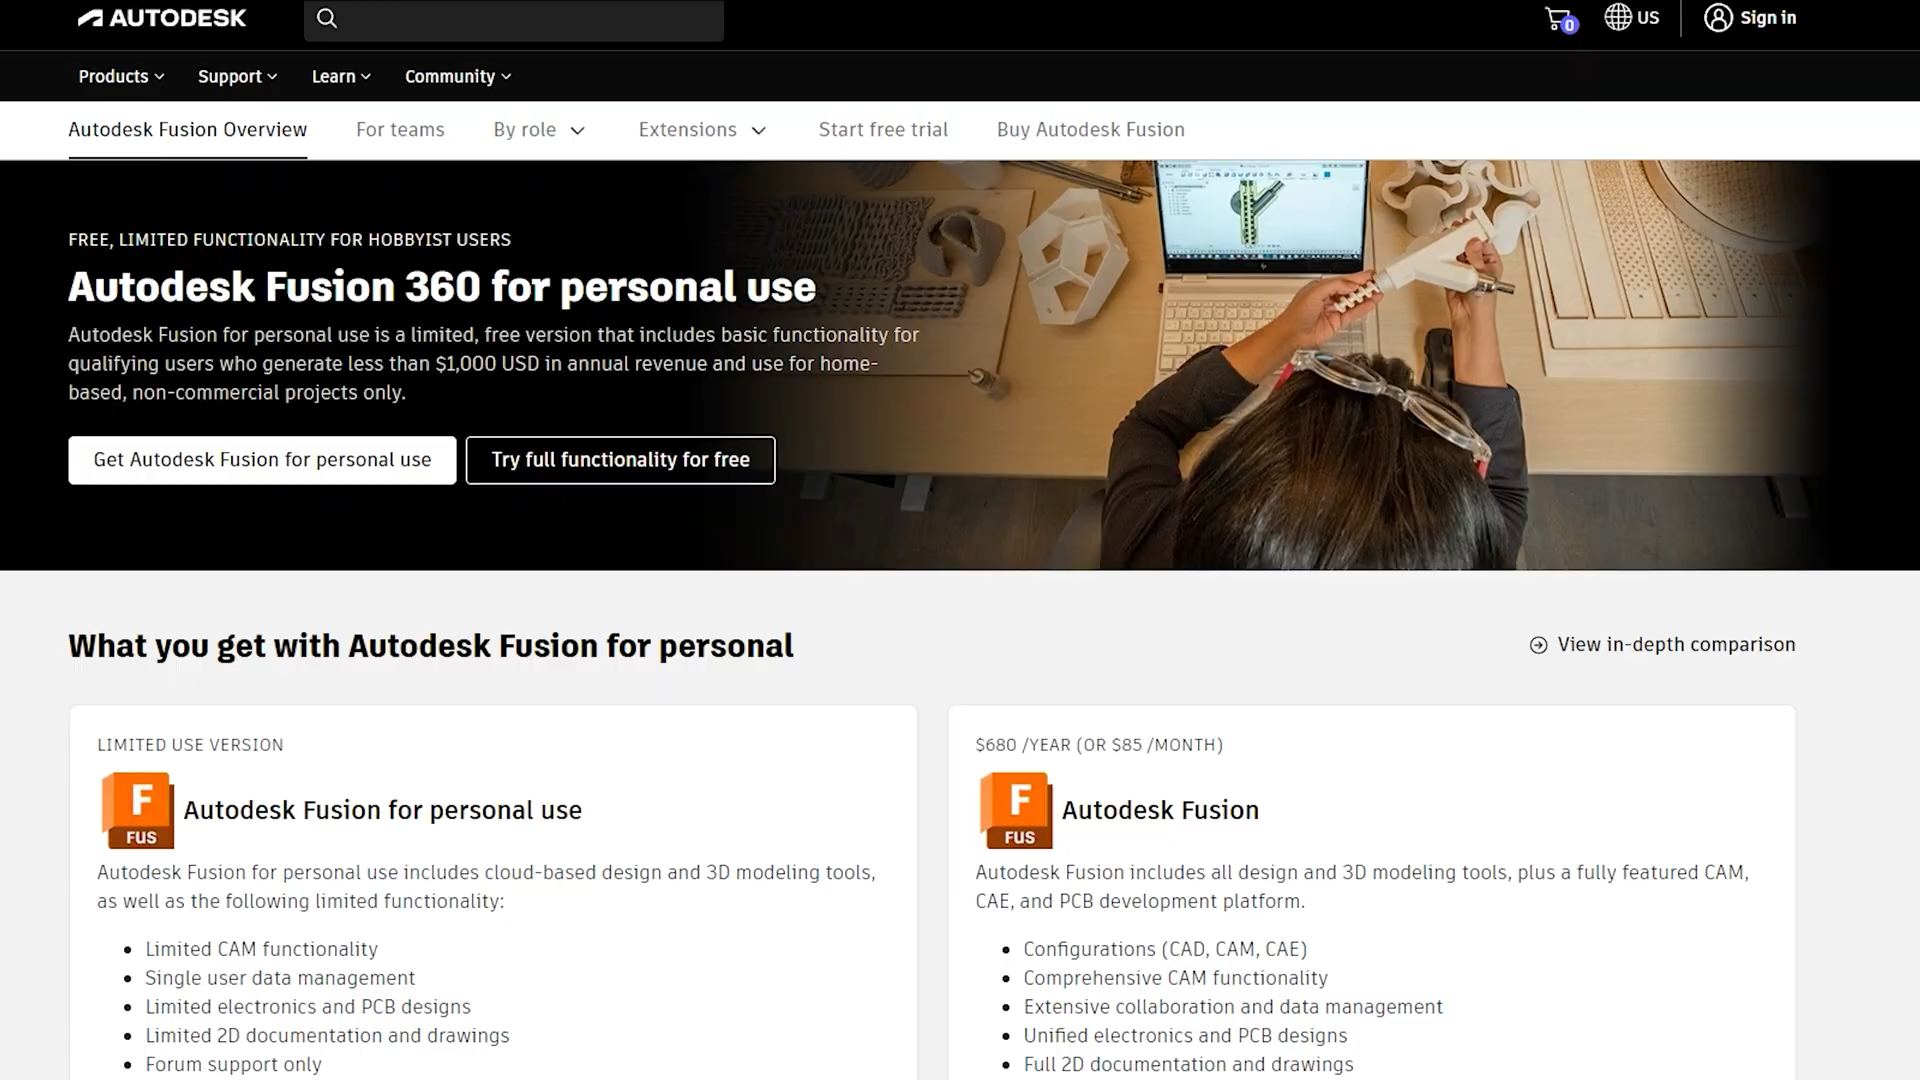 AUTODESK
0
US
Sign in
Products
Support
Learn
Community
Autodesk Fusion Overview
For teams
By role
Extensions
Start free trial
Buy Autodesk Fusion
FREE, LIMITED FUNCTIONALITY FOR HOBBYIST USERS
Autodesk Fusion 360 for personal use
Autodesk Fusion for personal use is a limited, free version that includes basic functionality for
qualifying users who generate less than $1,000 USD in annual revenue and use for home-
based, non-commercial projects only.
Get Autodesk Fusion for personal use
Try full functionality for free
What you get with Autodesk Fusion for personal
View in-depth comparison
LIMITED USE VERSION
F
FUS
Autodesk Fusion for personal use
Autodesk Fusion for personal use includes cloud-based design and 3D modeling tools,
as well as the following limited functionality:
Limited CAM functionality
Single user data management
Limited electronics and PCB designs
Limited 2D documentation and drawings
Forum support only
$680 /YEAR (OR $85 /MONTH)
F
FUS
Autodesk Fusion
Autodesk Fusion includes all design and 3D modeling tools, plus a fully featured CAM,
CAE, and PCB development platform.
Configurations (CAD, CAM, CAE)
Comprehensive CAM functionality
Extensive collaboration and data management
Unified electronics and PCB designs
Full 2D documentation and drawings